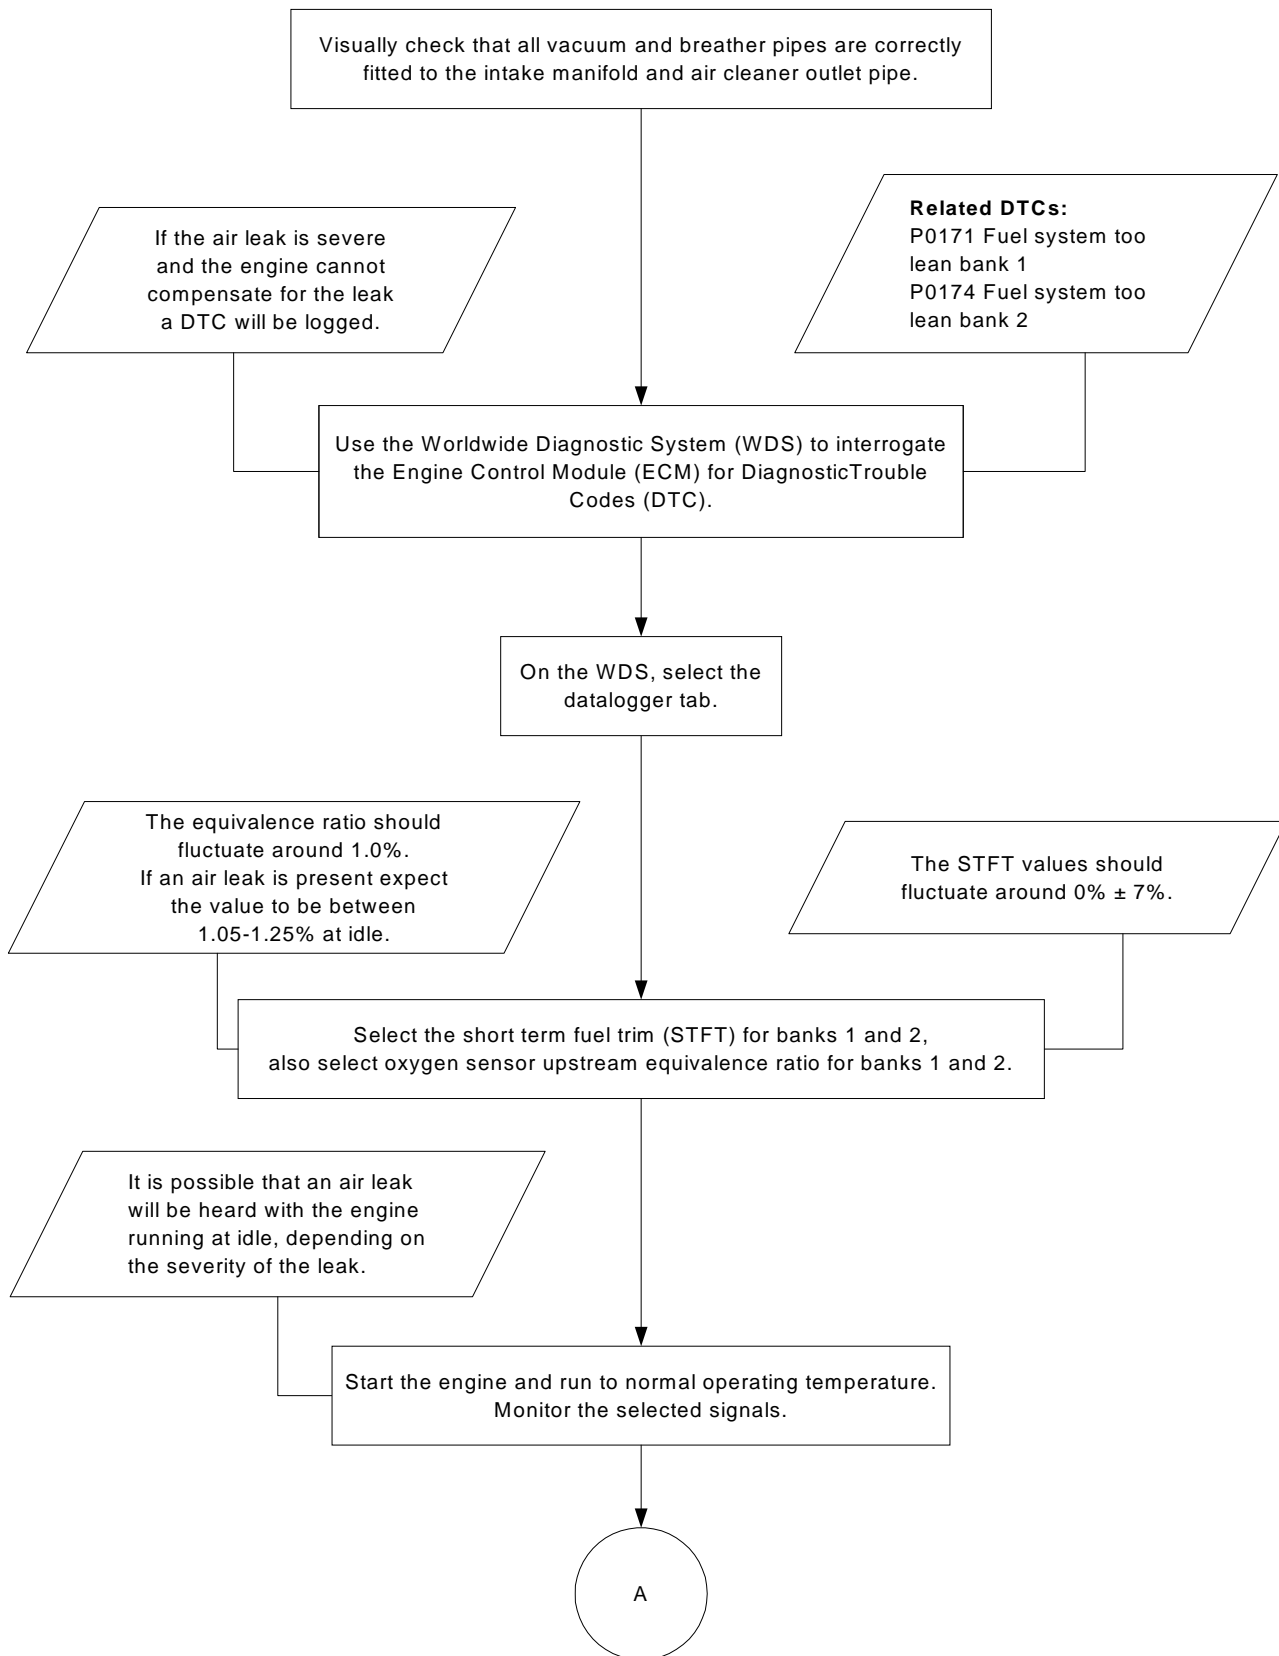 Visually check that all vacuum and breather pipes are correctly
fitted to the intake manifold and air cleaner outlet pipe.
If the air leak is severe
and the engine cannot
compensate for the leak
a DTC will be logged.
Related DTCs:
P0171 Fuel system too
lean bank 1
P0174 Fuel system too
lean bank 2
Use the Worldwide Diagnostic System (WDS) to interrogate
the Engine Control Module (ECM) for DiagnosticTrouble
Codes (DTC).
On the WDS, select the
datalogger tab.
The equivalence ratio should
fluctuate around 1.0%.
If an air leak is present expect
the value to be between
1.05-1.25% at idle.
The STFT values should
fluctuate around 0% ± 7%.
Select the short term fuel trim (STFT) for banks 1 and 2,
also select oxygen sensor upstream equivalence ratio for banks 1 and 2.
It is possible that an air leak
will be heard with the engine
running at idle, depending on
the severity of the leak.
Start the engine and run to normal operating temperature.
Monitor the selected signals.
A